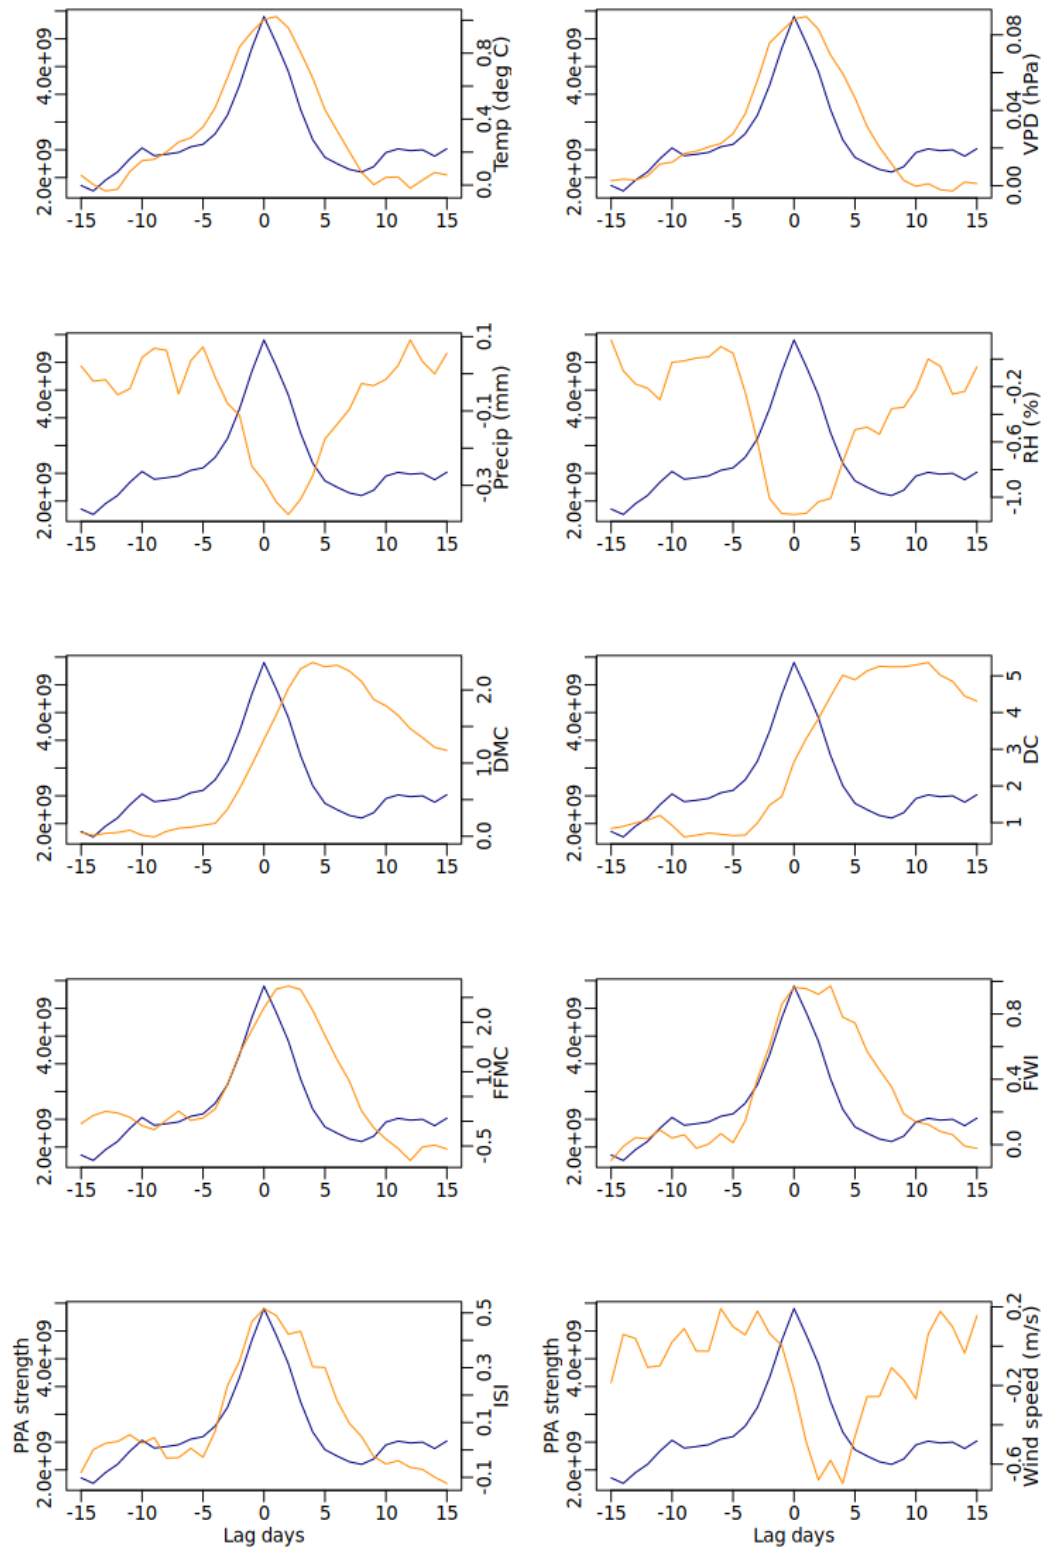 2.0e+09 4.0e+09
0.0 0.4 0.8
Temp (deg C)
-15 -10 -5 0 5 10 15
2.0e+09 4.0e+09
0.00 0.04 0.08
VPD (hPa)
-15 -10 -5 0 5 10 15
2.0e+09 4.0e+09
-0.3 -0.1 0.1
Precip (mm)
-15 -10 -5 0 5 10 15
2.0e+09 4.0e+09
-1.0 -0.6 -0.2
RH (%)
-15 -10 -5 0 5 10 15
2.0e+09 4.0e+09
0.0 1.0 2.0
DMC
-15 -10 -5 0 5 10 15
2.0e+09 4.0e+09
1 2 3 4 5
DC
-15 -10 -5 0 5 10 15
2.0e+09 4.0e+09
-0.5 1.0 2.0
FFMC
-15 -10 -5 0 5 10 15
2.0e+09 4.0e+09
0.0 0.4 0.8
FWI
-15 -10 -5 0 5 10 15
PPA strength
2.0e+09 4.0e+09
-0.1 0.1 0.3 0.5
ISI
-15 -10 -5 0 5 10 15
Lag days
PPA strength
2.0e+09 4.0e+09
-0.6 -0.2 0.2
Wind speed (m/s)
-15 -10 -5 0 5 10 15
Lag days